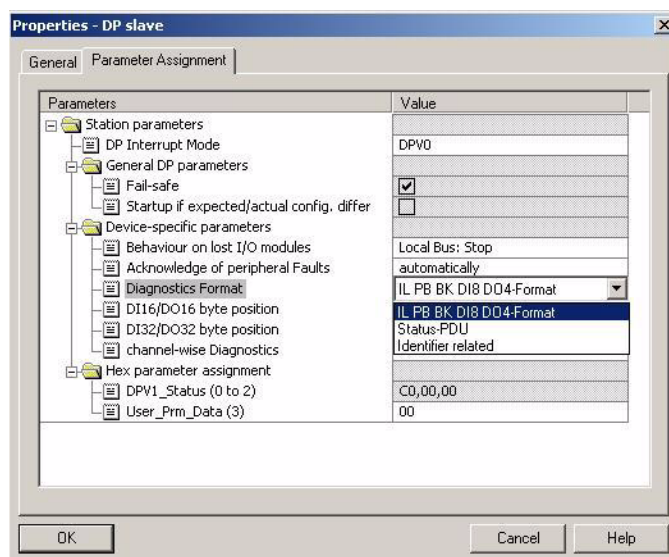 Properties - DP slave
General Parameter Assignment
Parameters Value
Station parameters
DP Interrupt Mode DPV0
General DP parameters
Fail-safe
Startup if expected/actual config. differ
Device-specific parameters
Behaviour on lost I/O modules Local Bus: Stop
Acknowledge of peripheral Faults automatically
Diagnostics Format IL PB BK DI8 DO4-Format
DI16/DO16 byte position IL PB BK DI8 DO4-Format
DI32/DO32 byte position Status-PDU
channel-wise Diagnostics Identifier related
Hex parameter assignment
DPV1_Status (0 to 2) C0,00,00
User_Prm_Data (3) 00
OK Cancel Help